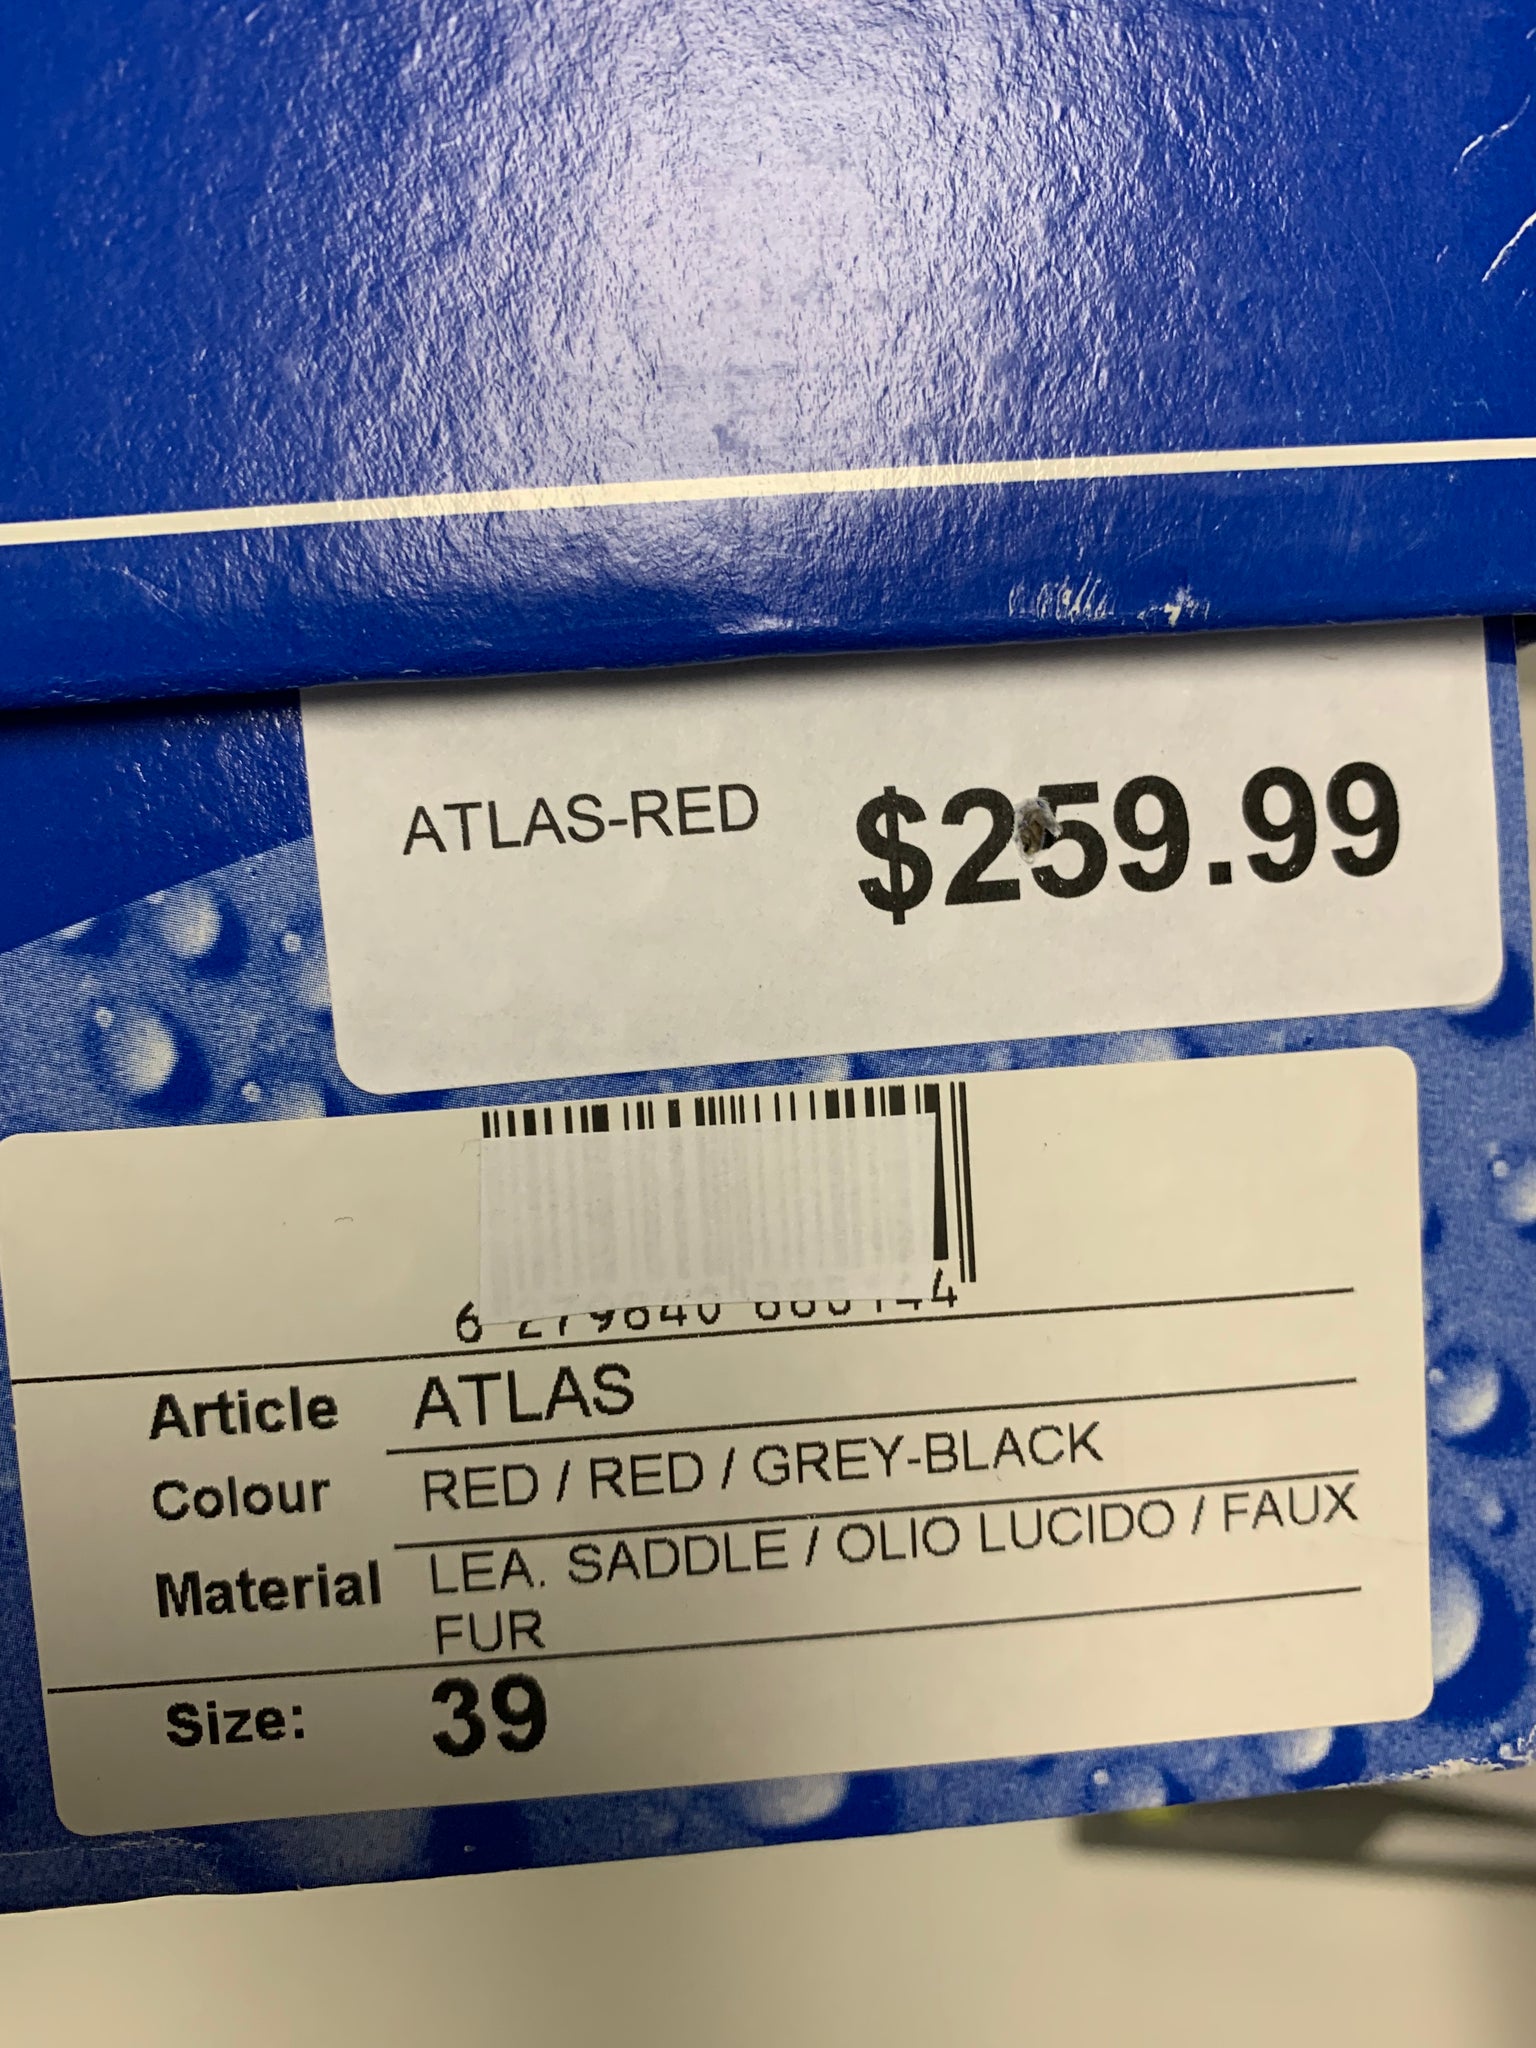 ATLAS-RED $259.99
Article ATLAS
Colour RED / RED / GREY-BLACK
Material LEA. SADDLE / OLIO LUCIDO / FAUX
FUR
Size: 39